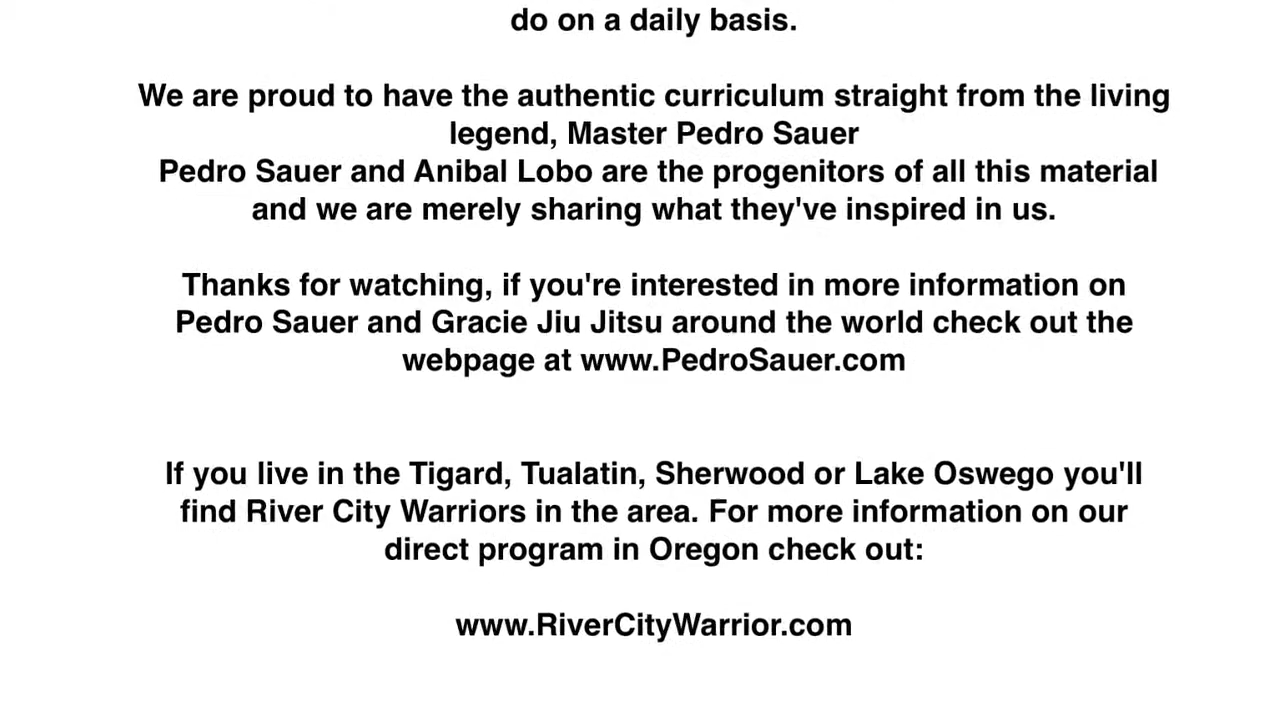 do on a daily basis.
We are proud to have the authentic curriculum straight from the living
legend, Master Pedro Sauer
Pedro Sauer and Anibal Lobo are the progenitors of all this material
and we are merely sharing what they've inspired in us.
Thanks for watching, if you're interested in more information on
Pedro Sauer and Gracie Jiu Jitsu around the world check out the
webpage at www.PedroSauer.com
If you live in the Tigard, Tualatin, Sherwood or Lake Oswego you'll
find River City Warriors in the area. For more information on our
direct program in Oregon check out:
www.RiverCityWarrior.com